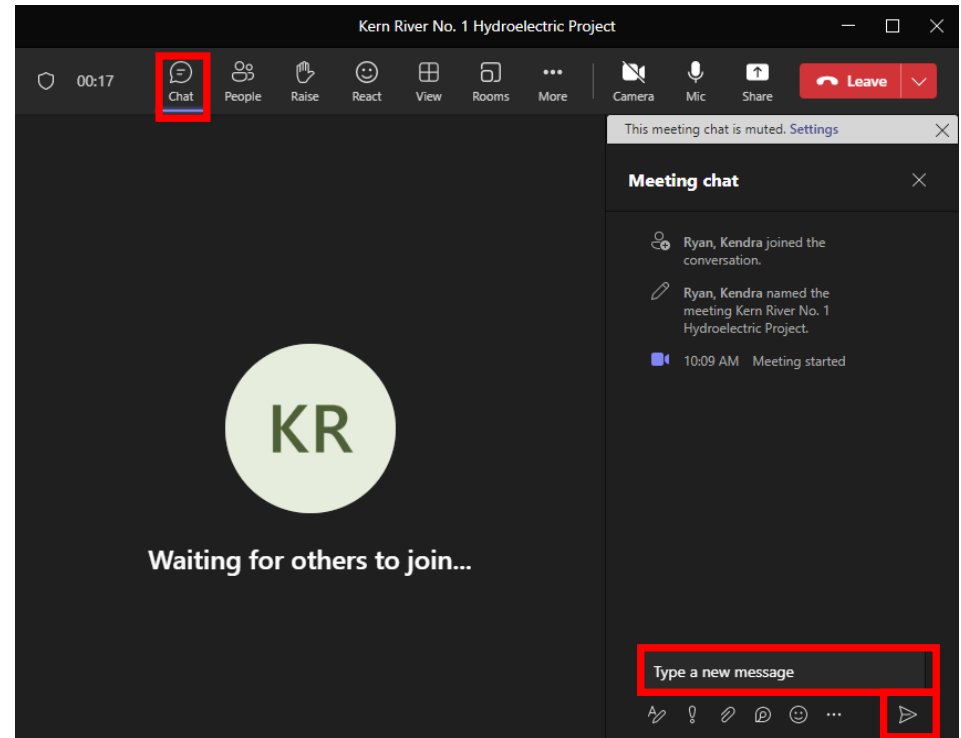 Kern River No. 1 Hydroelectric Project
00:17
Chat
People
Raise
React
View
Rooms
More
Camera
Mic
Share
Leave
This meeting chat is muted. Settings
Meeting chat
Ryan, Kendra joined the
conversation.
Ryan, Kendra named the
meeting Kern River No. 1
Hydroelectric Project.
10:09 AM Meeting started
KR
Waiting for others to join...
Type a new message